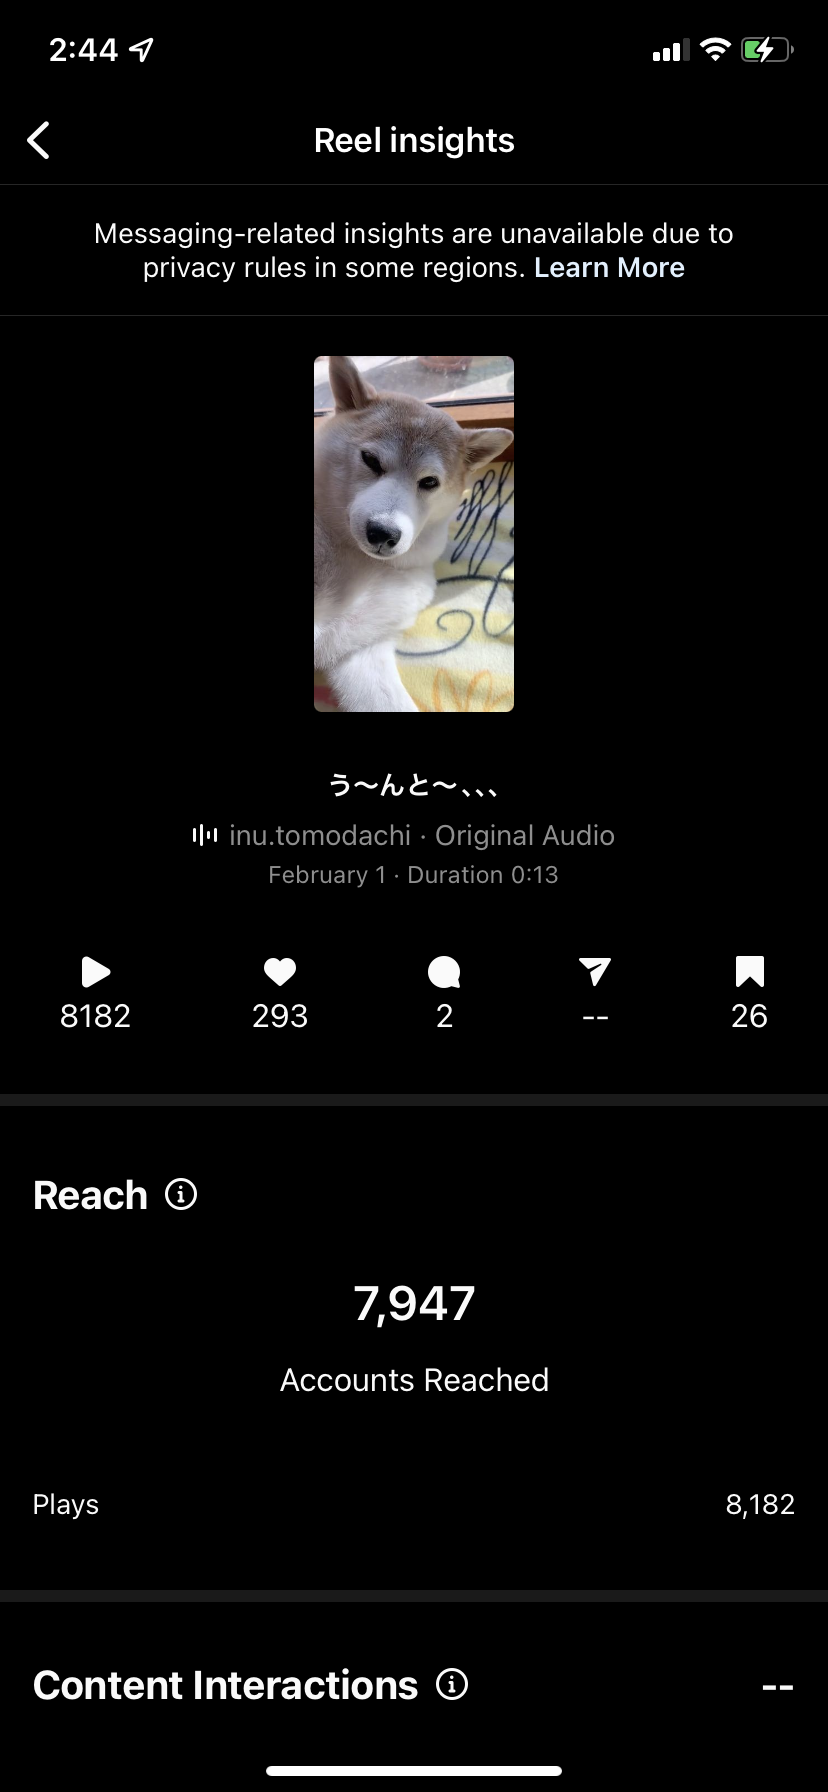 2:44
Reel insights
Messaging-related insights are unavailable due to
privacy rules in some regions. Learn More
う〜んと〜、、、
inu.tomodachi · Original Audio
February 1 · Duration 0:13
8182 293 2 -- 26
Reach
7,947
Accounts Reached
Plays 8,182
Content Interactions --